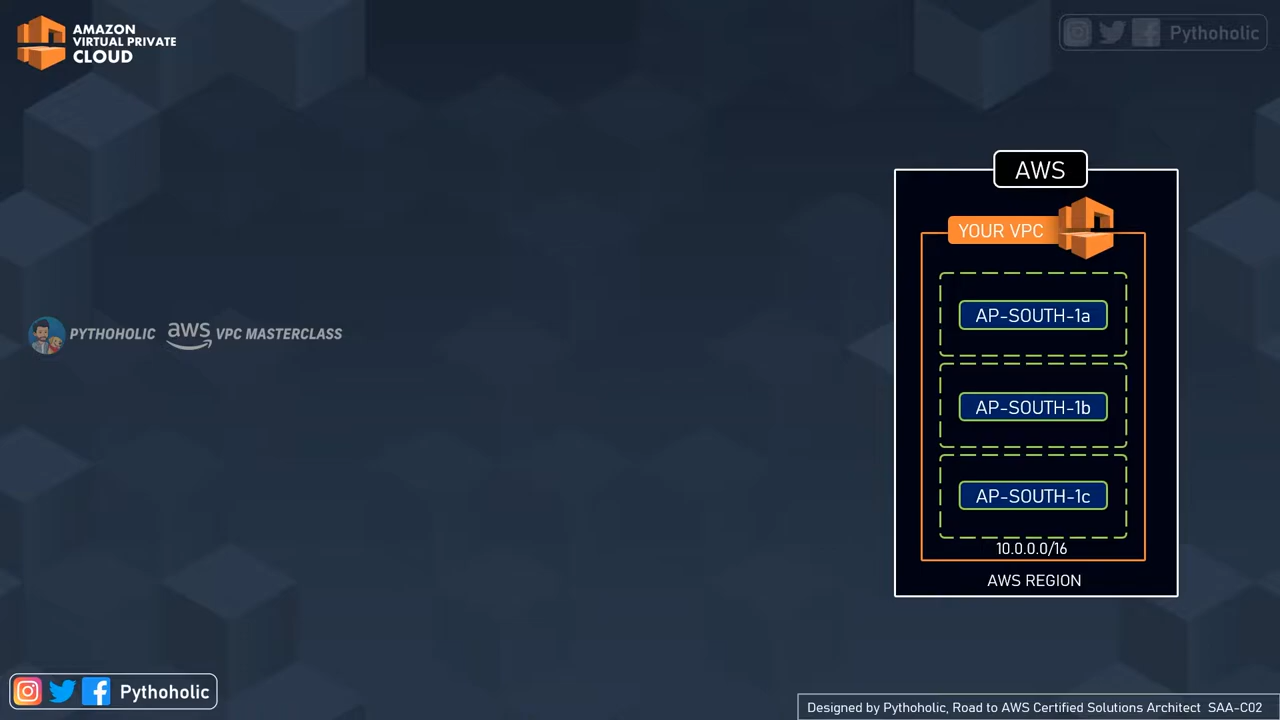 AMAZON
VIRTUAL PRIVATE
CLOUD
Pythoholic
AWS
YOUR VPC
AP-SOUTH-1a
PYTHOHOLIC aws VPC MASTERCLASS
AP-SOUTH-1b
AP-SOUTH-1c
10.0.0.0/16
AWS REGION
Pythoholic
Designed by Pythoholic, Road to AWS Certified Solutions Architect SAA-C02